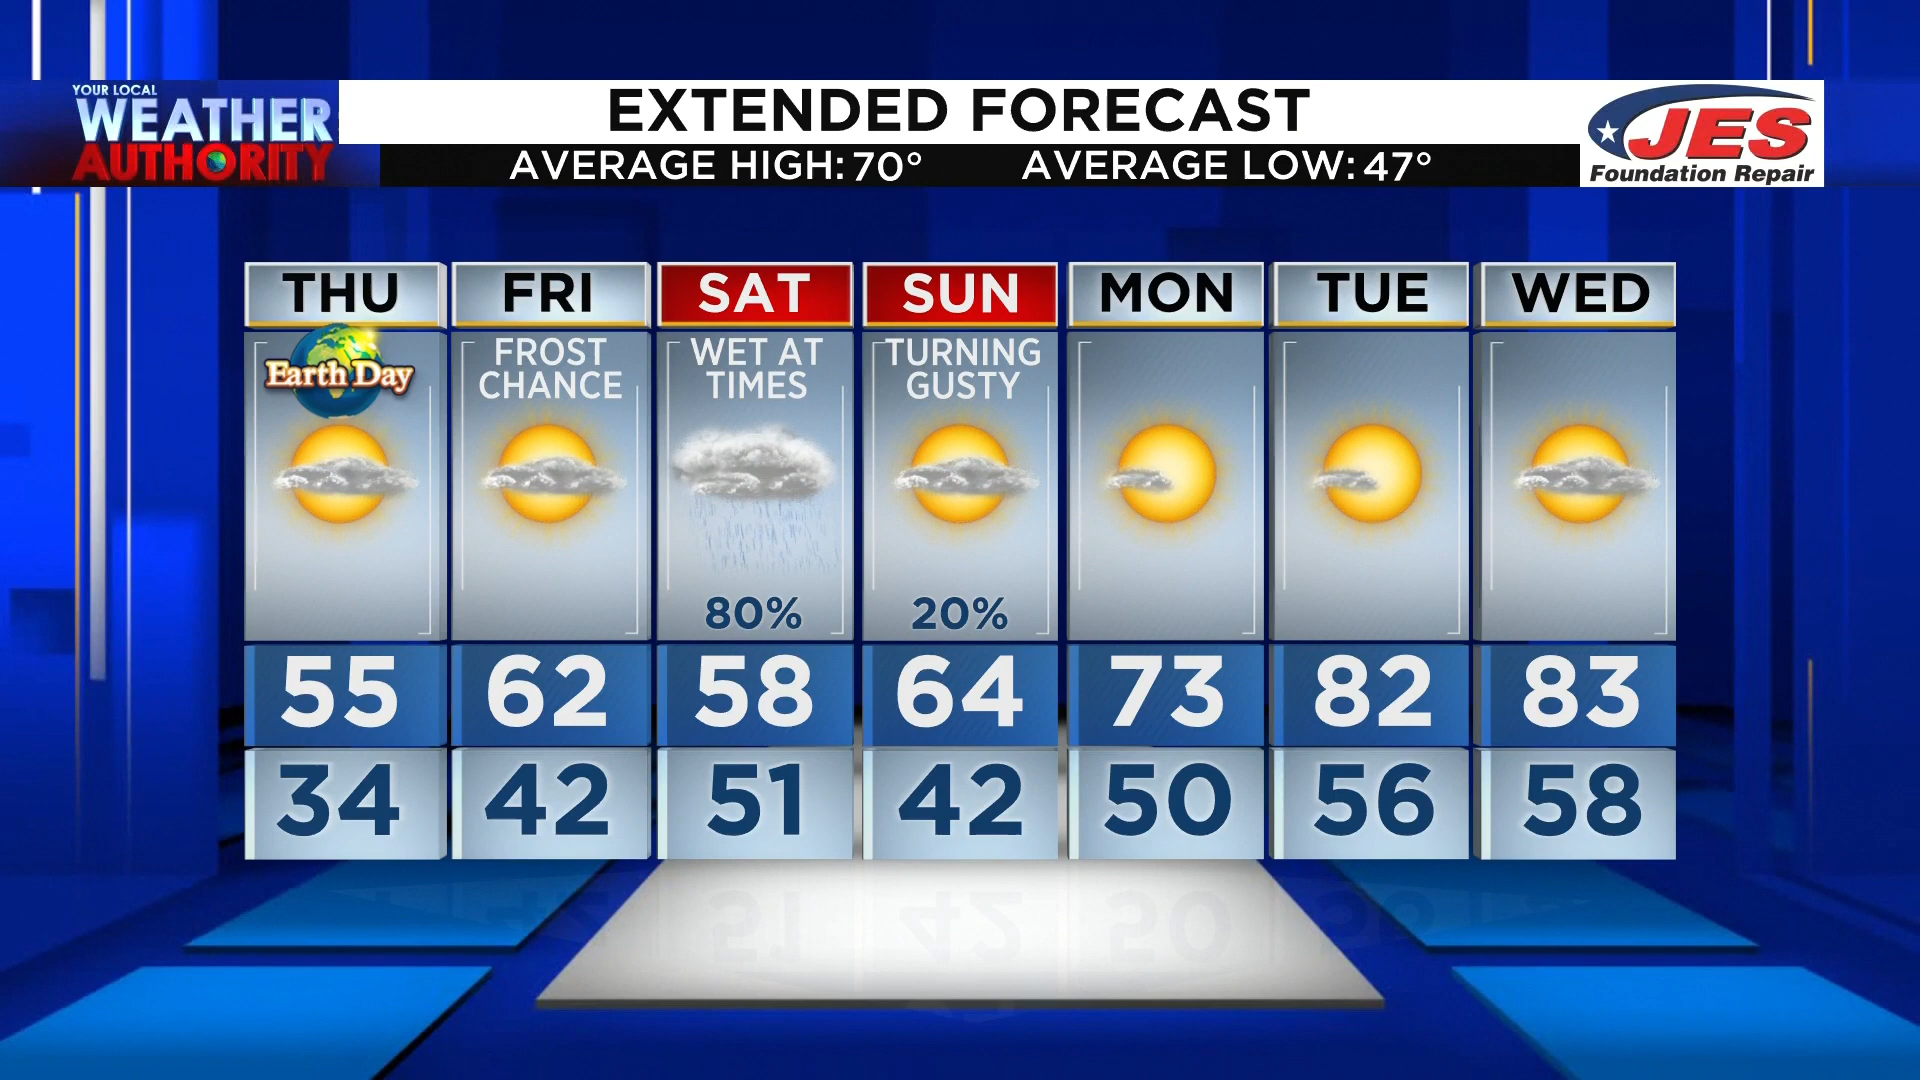 YOUR LOCAL
WEATHER
AUTHORITY
EXTENDED FORECAST
AVERAGE HIGH: 70° AVERAGE LOW: 47°
JES
Foundation Repair
THU FRI SAT SUN MON TUE WED
Earth Day
FROST
CHANCE
WET AT
TIMES
TURNING
GUSTY
80% 20%
55 62 58 64 73 82 83
34 42 51 42 50 56 58